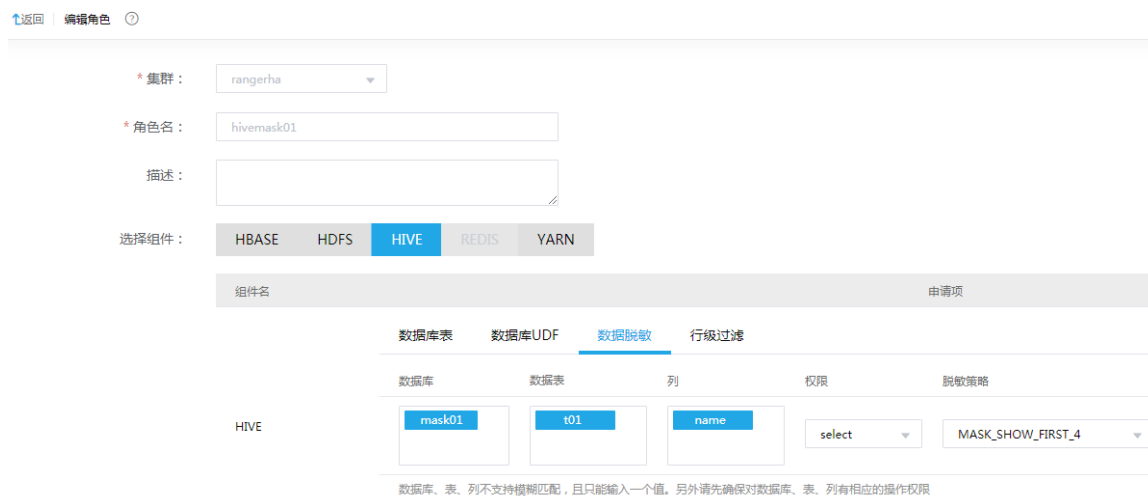 返回 编辑角色 ?
* 集群： rangerha
* 角色名： hivemask01
描述：
选择组件： HBASE HDFS HIVE REDIS YARN
组件名 申请项
数据库表 数据库UDF 数据脱敏 行级过滤
数据库 数据表 列 权限 脱敏策略
HIVE mask01 t01 name select MASK_SHOW_FIRST_4
数据库、表、列不支持模糊匹配，且只能输入一个值。另外请先确保对数据库、表、列有相应的操作权限